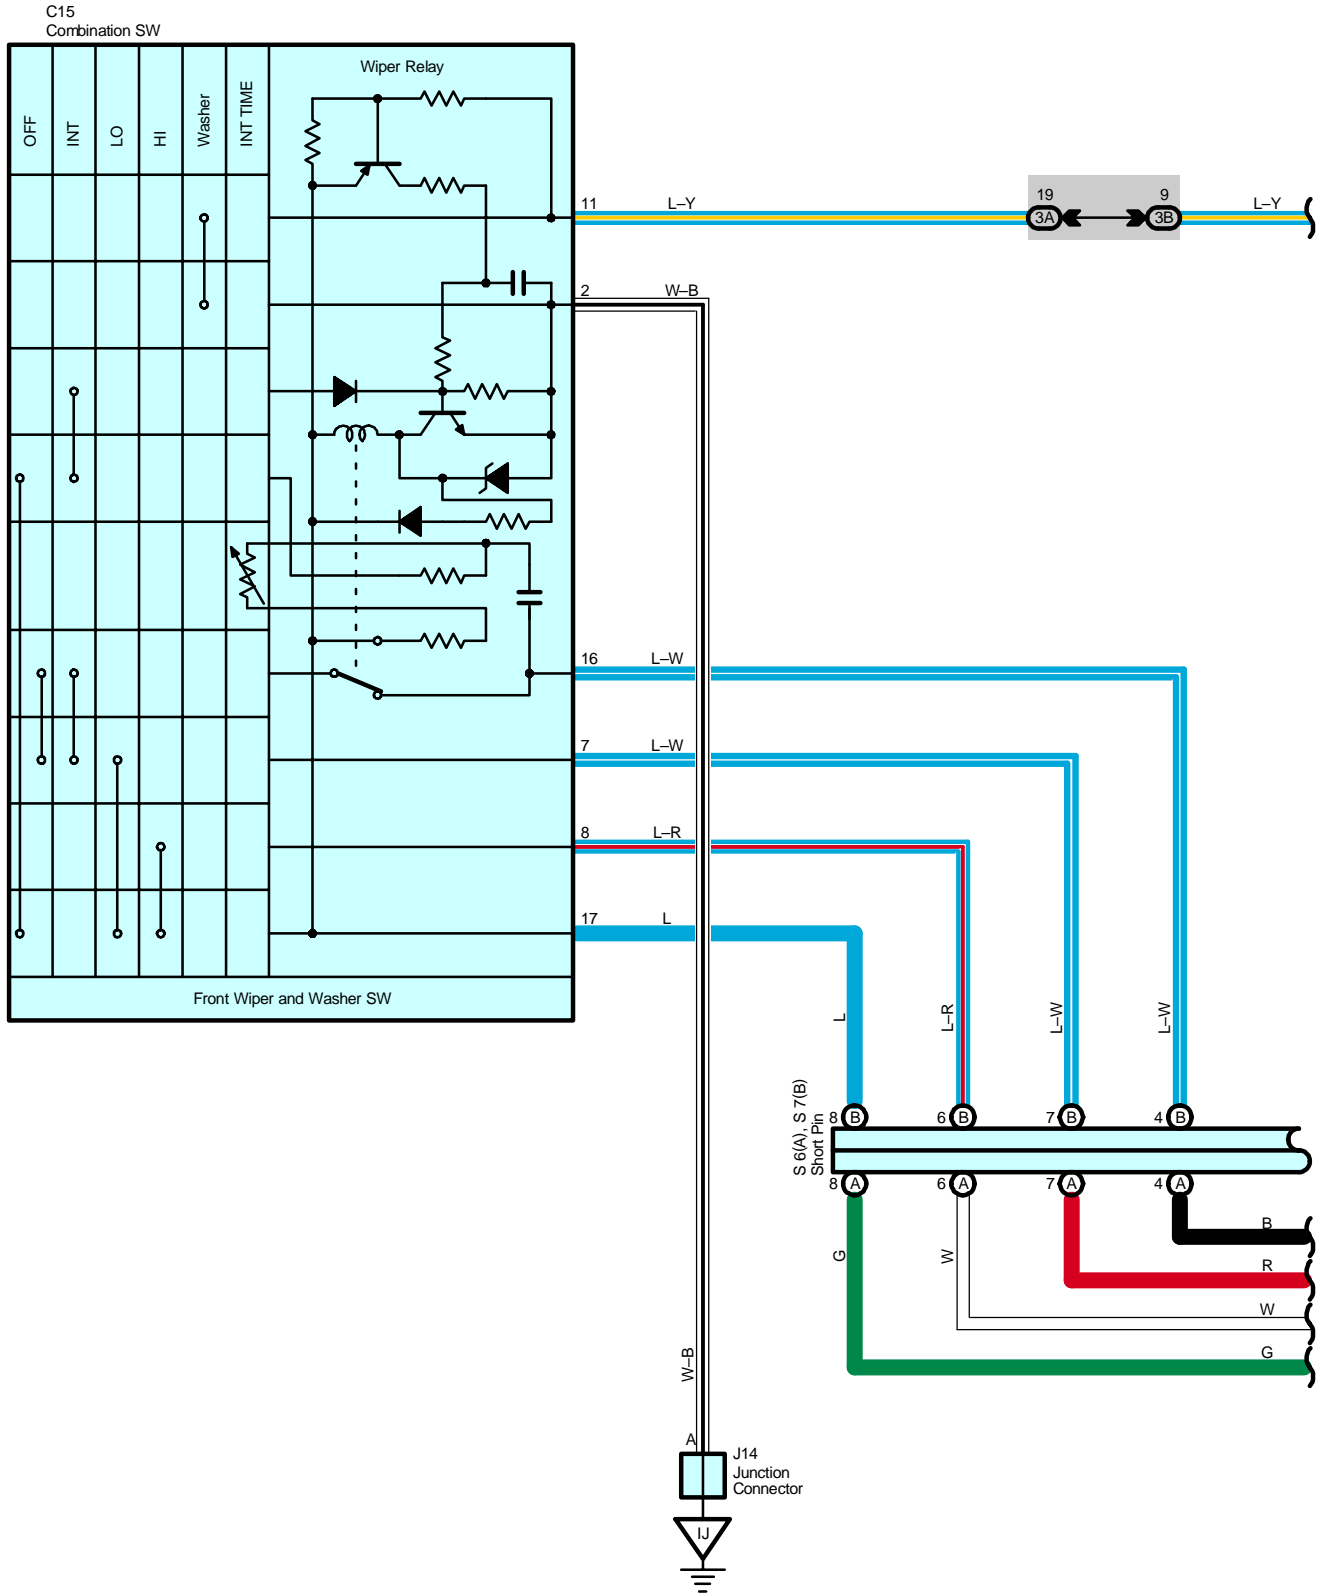 C15
Combination SW
OFF
INT
LO
HI
Washer
INT TIME
Wiper Relay
11
L–Y
19
3A
9
3B
L–Y
2
W–B
16
L–W
7
L–W
8
L–R
17
L
Front Wiper and Washer SW
L
L–R
L–W
L–W
S 6(A), S 7(B)
Short Pin
8 B
6 B
7 B
4 B
8 A
6 A
7 A
4 A
G
W
B
R
W
G
W–B
A
J14
Junction
Connector
IJ